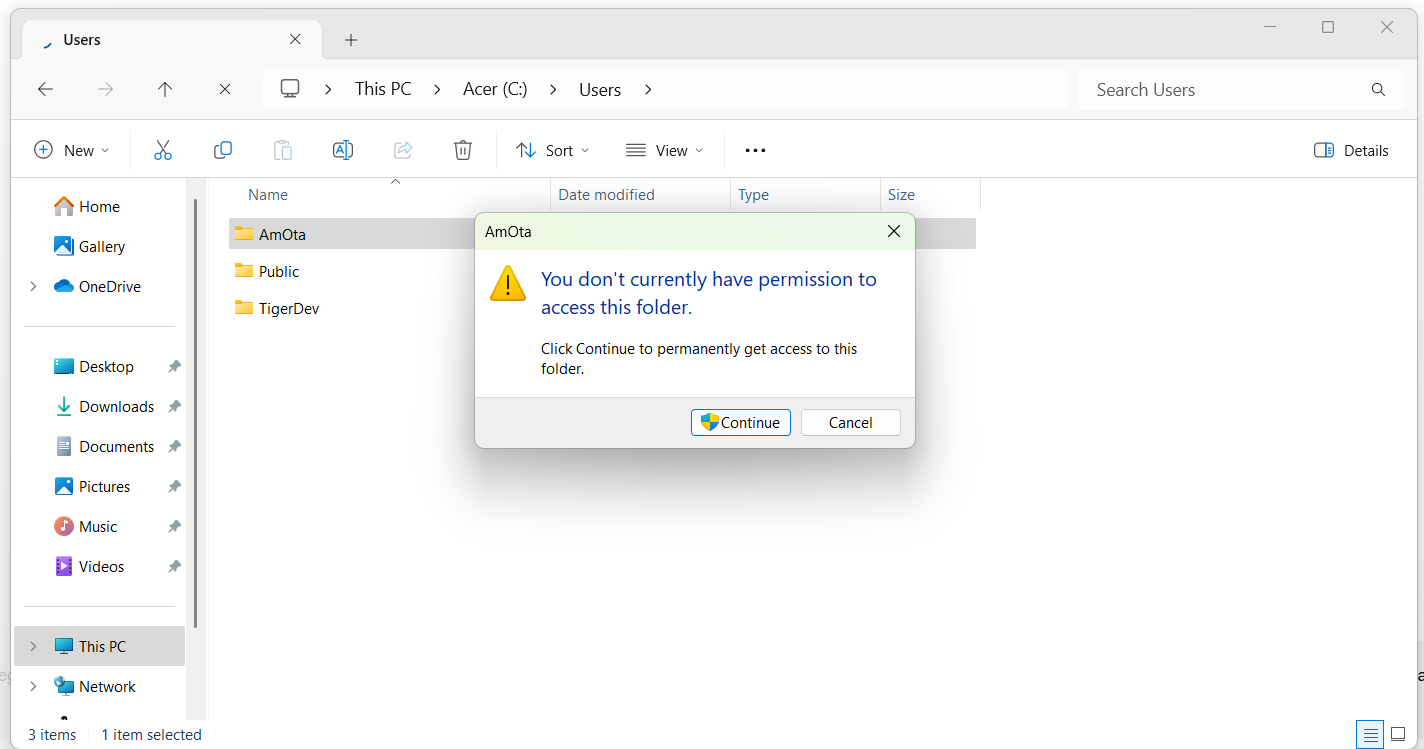 Users
This PC
Acer (C:)
Users
Search Users
New
Sort
View
Details
Home
Gallery
OneDrive
Desktop
Downloads
Documents
Pictures
Music
Videos
This PC
Network
Name
Date modified
Type
Size
AmOta
Public
TigerDev
AmOta
You don't currently have permission to
access this folder.
Click Continue to permanently get access to this
folder.
Continue
Cancel
3 items
1 item selected